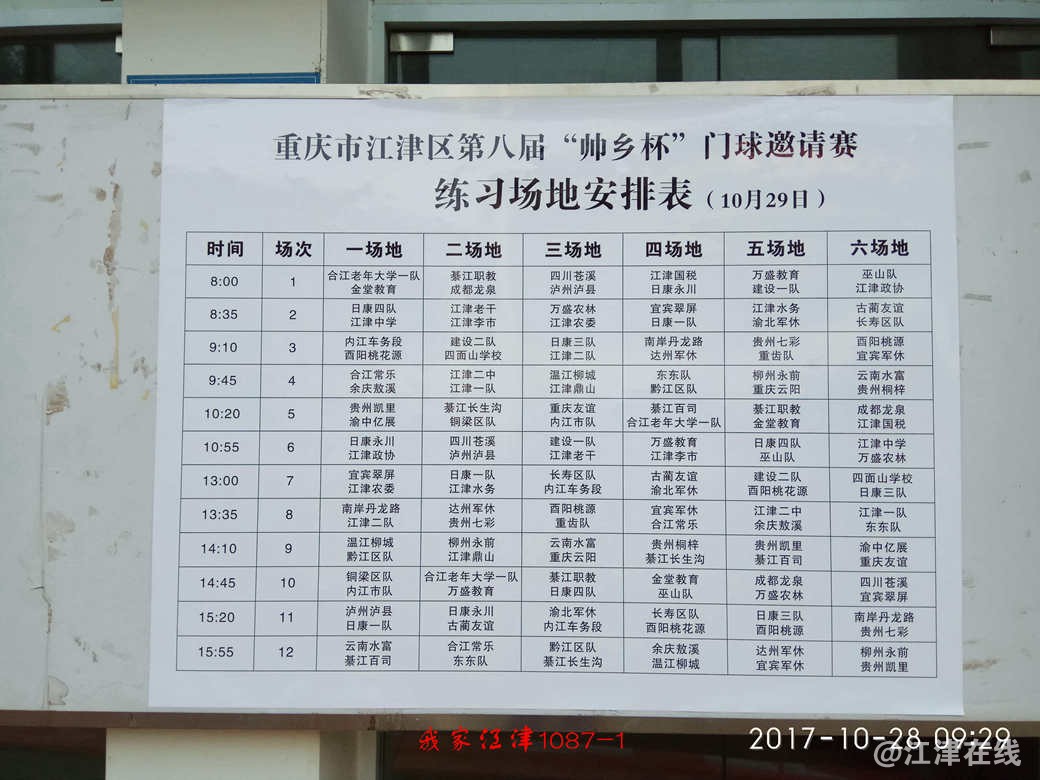 重庆市江津区第八届“帅乡杯”门球邀请赛
练习场地安排表（10月29日）
时间 场次 一场地 二场地 三场地 四场地 五场地 六场地
8:00 1 合江老年大学一队 綦江职教 四川苍溪 江津国税 万盛教育 巫山队
金堂教育 成都龙泉 泸州泸县 日康永川 建设一队 江津政协
8:35 2 日康四队 江津老干 万盛农林 宜宾翠屏 江津水务 古蔺友谊
江津中学 江津李市 江津农委 日康一队 渝北军休 长寿区队
9:10 3 内江车务段 建设二队 日康三队 南岸丹龙路 贵州七彩 酉阳桃源
酉阳桃花源 四面山学校 江津二队 达州军休 重齿队 宜宾军休
9:45 4 合江常乐 江津二中 温江柳城 东东队 柳州永前 云南水富
余庆敖溪 江津一队 江津鼎山 黔江区队 重庆云阳 贵州桐梓
10:20 5 贵州凯里 綦江长生沟 重庆友谊 綦江百司 綦江职教 成都龙泉
渝中亿展 铜梁区队 内江市队 合江老年大学一队 金堂教育 江津国税
10:55 6 日康永川 四川苍溪 建设一队 万盛教育 日康四队 江津中学
江津政协 泸州泸县 江津老干 江津李市 巫山队 万盛农林
13:00 7 宜宾翠屏 日康一队 长寿区队 古蔺友谊 建设二队 四面山学校
江津农委 江津水务 内江车务段 渝北军休 酉阳桃花源 日康三队
13:35 8 南岸丹龙路 达州军休 酉阳桃源 宜宾军休 江津二中 江津一队
江津二队 贵州七彩 重齿队 合江常乐 余庆敖溪 东东队
14:10 9 温江柳城 柳州永前 云南水富 贵州桐梓 贵州凯里 渝中亿展
黔江区队 江津鼎山 重庆云阳 綦江长生沟 綦江百司 重庆友谊
14:45 10 铜梁区队 合江老年大学一队 綦江职教 金堂教育 成都龙泉 四川苍溪
内江市队 万盛教育 日康四队 巫山队 万盛农林 宜宾翠屏
15:20 11 泸州泸县 日康永川 渝北军休 长寿区队 日康三队 南岸丹龙路
日康一队 古蔺友谊 内江车务段 酉阳桃花源 酉阳桃源 贵州七彩
15:55 12 云南水富 合江常乐 黔江区队 余庆敖溪 达州军休 柳州永前
綦江百司 东东队 綦江长生沟 温江柳城 宜宾军休 贵州凯里
我家江津1087-1
2017-10-28 09:29
@江津在线